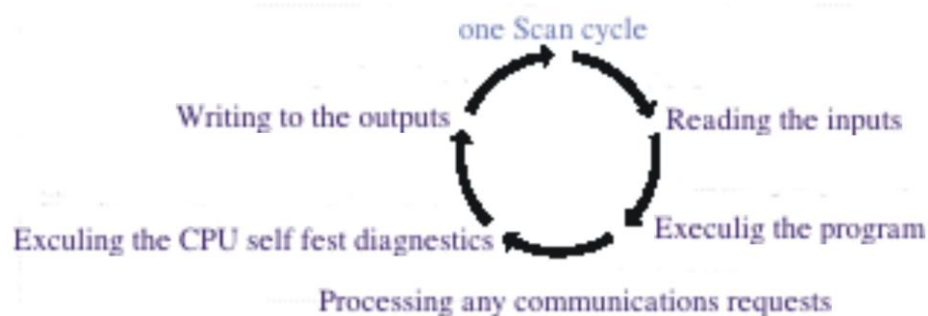 one Scan cycle
Writing to the outputs
Reading the inputs
Exculing the CPU self fest diagnestics
Execulig the program
Processing any communications requests